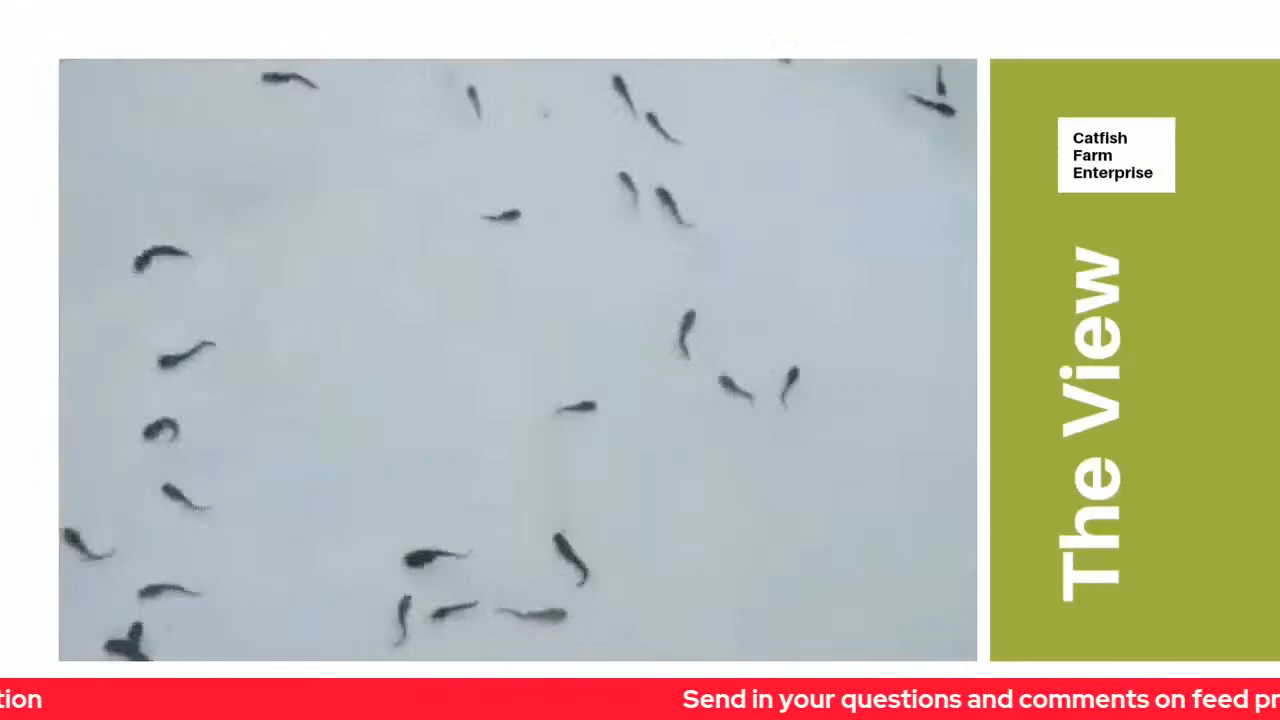 Catfish
Farm
Enterprise
The View
tion
Send in your questions and comments on feed pr